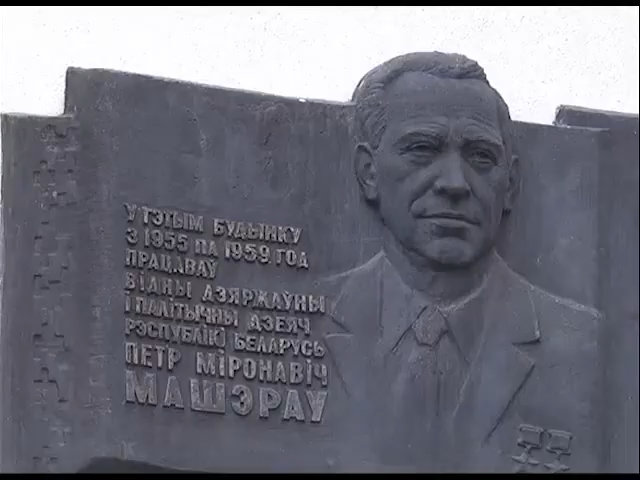 У ГЭТЫМ БУДЫНКУ
З 1955 ПА 1959 ГОД
ПРАЦАВАЎ
ВІДНЫ ДЗЯРЖАЎНЫ
І ПАЛІТЫЧНЫ ДЗЕЯЧ
РЭСПУБЛІКІ БЕЛАРУСЬ
ПЕТР МІРОНАВІЧ
МАШЭРАЎ